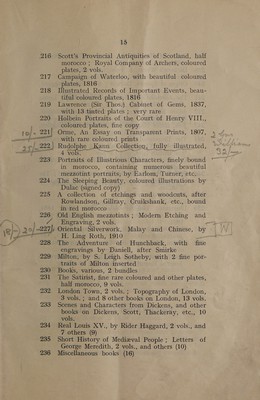 15
216 Scott's Provincial Antiquities of Scotland, half
morocco ; Royal Company of Archers, coloured
plates, 2 vols.
217 Campaign of Waterloo, with beautiful coloured
plates, 1816
218 Illustrated Records of Important Events, beau-
tiful coloured plates, 1816
219 Lawrence (Sir Thos.) Cabinet of Gems, 1837,
with 13 tinted plates ; very rare
220 Holbein Portraits of the Court of Henry VIII.,
coloured plates, fine copy
221 Orme, An Essay on Transparent Prints, 1807,
with rare coloured prints
222 Rudolphe Kann Collection, fully illustrated,
4 vols.
223 Portraits of Illustrious Characters, finely bound
in morocco, containing numerous beautiful
mezzotint portraits, by Earlom, Turner, etc.
224 The Sleeping Beauty, coloured illustrations by
Dulac (signed copy)
225 A collection of etchings and woodcuts, after
Rowlandson, Gillray, Cruikshank, etc., bound
in red morocco
226 Old English mezzotints ; Modern Etching and
Engraving, 2 vols.
227 Oriental Silverwork, Malay and Chinese, by
H. Ling Roth, 1910
228 The Adventure of Hunchback, with fine
engravings by Daniell, after Smirke
229 Milton, by S. Leigh Sotheby, with 2 fine por-
traits of Milton inserted
230 Books, various, 2 bundles
231 The Satirist, fine rare coloured and other plates,
half morocco, 9 vols.
232 London Town, 2 vols. ; Topography of London,
3 vols. ; and 8 other books on London, 13 vols.
233 Scenes and Characters from Dickens, and other
books on Dickens, Scott, Thackeray, etc., 10
vols.
234 Real Louis XV., by Rider Haggard, 2 vols., and
7 others (9)
235 Short History of Mediæval People ; Letters of
George Meredith, 2 vols., and others (10)
236 Miscellaneous books (16)